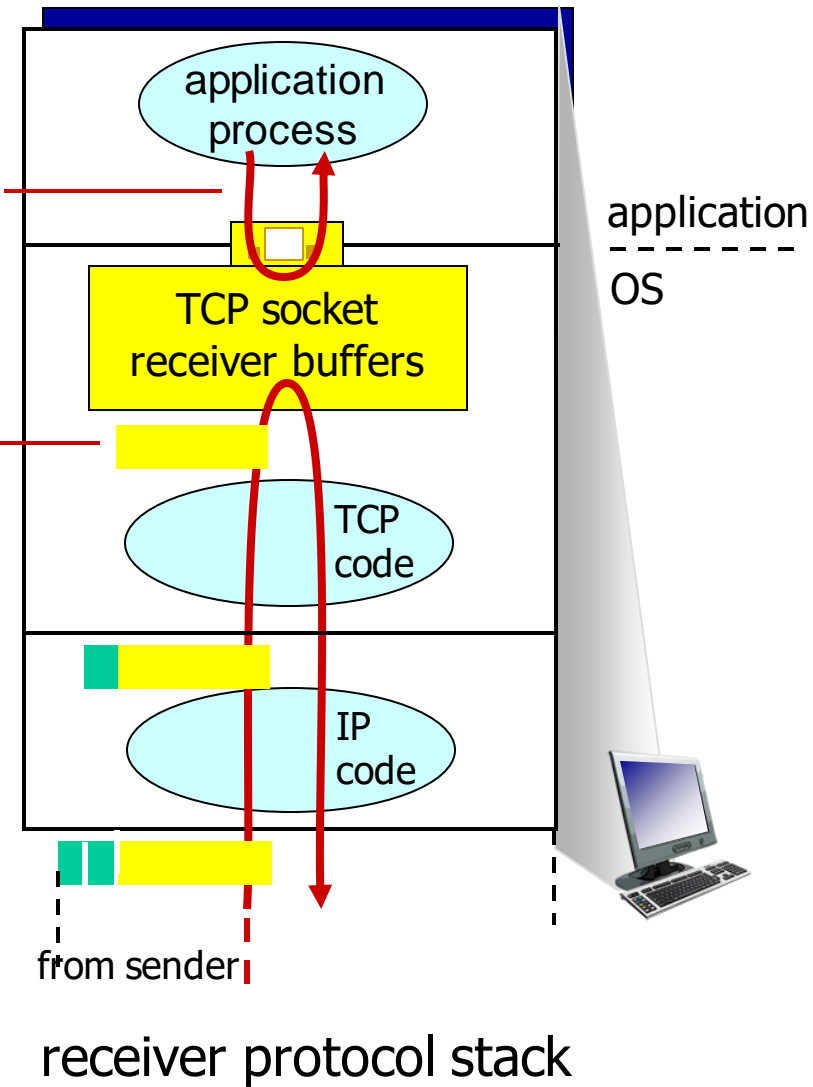 application
process
application
OS
TCP socket
receiver buffers
TCP
code
IP
code
from sender
receiver protocol stack